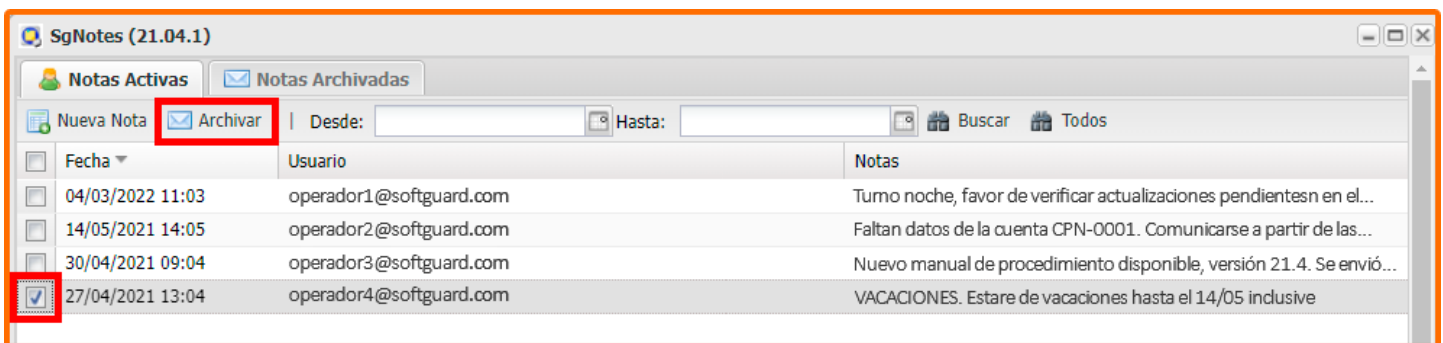 SgNotes (21.04.1)
Notas Activas Notas Archivadas
Nueva Nota Archivar | Desde: Hasta: Buscar Todos
Fecha Usuario Notas
04/03/2022 11:03 operador1@softguard.com Turno noche, favor de verificar actualizaciones pendientesn en el...
14/05/2021 14:05 operador2@softguard.com Faltan datos de la cuenta CPN-0001. Comunicarse a partir de las...
30/04/2021 09:04 operador3@softguard.com Nuevo manual de procedimiento disponible, versión 21.4. Se envió...
27/04/2021 13:04 operador4@softguard.com VACACIONES. Estare de vacaciones hasta el 14/05 inclusive